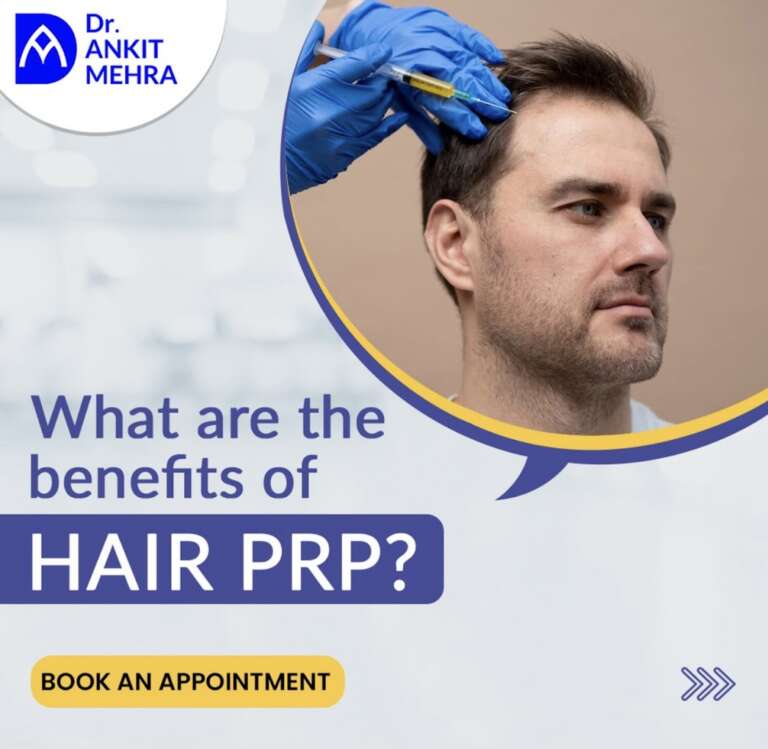 Dr.
ANKIT
MEHRA
What are the
benefits of
HAIR PRP?
BOOK AN APPOINTMENT